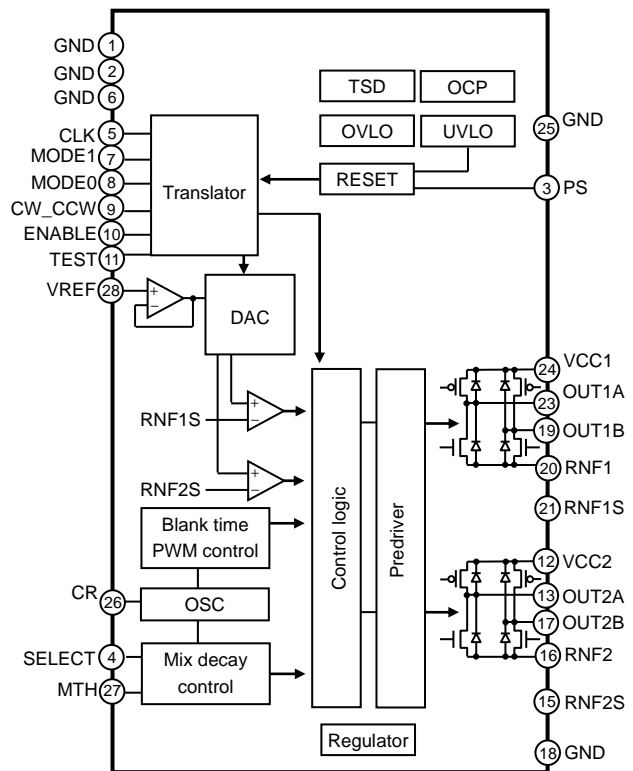 GND 1
GND 2
GND 6
CLK 5
MODE1 7
MODE0 8
CW_CCW 9
ENABLE 10
TEST 11
VREF 28
+
−
Translator
TSD
OCP
OVLO
UVLO
RESET
25 GND
3 PS
DAC
RNF1S
+
−
RNF2S
+
−
Blank time
PWM control
CR 26
OSC
SELECT 4
MTH 27
Mix decay
control
Control logic
Predriver
24 VCC1
23 OUT1A
19 OUT1B
20 RNF1
21 RNF1S
12 VCC2
13 OUT2A
17 OUT2B
16 RNF2
15 RNF2S
18 GND
Regulator